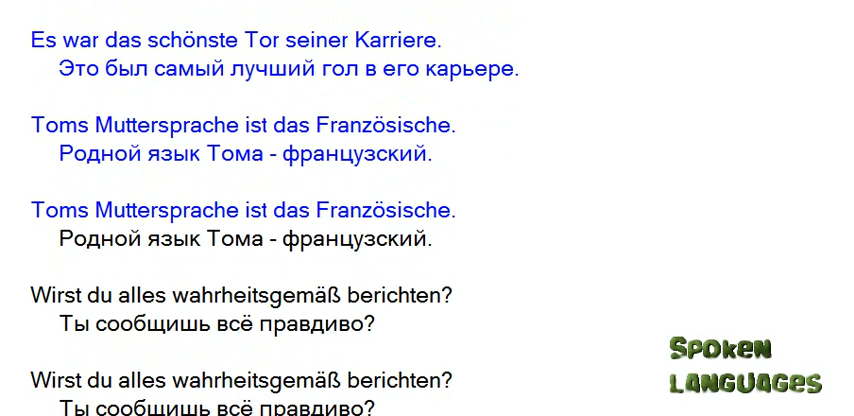 Es war das schönste Tor seiner Karriere.
Это был самый лучший гол в его карьере.
Toms Muttersprache ist das Französische.
Родной язык Тома - французский.
Toms Muttersprache ist das Französische.
Родной язык Тома - французский.
Wirst du alles wahrheitsgemäß berichten?
Ты сообщишь всё правдиво?
Wirst du alles wahrheitsgemäß berichten?
Ты сообщишь всё правдиво?
Spoken
Languages